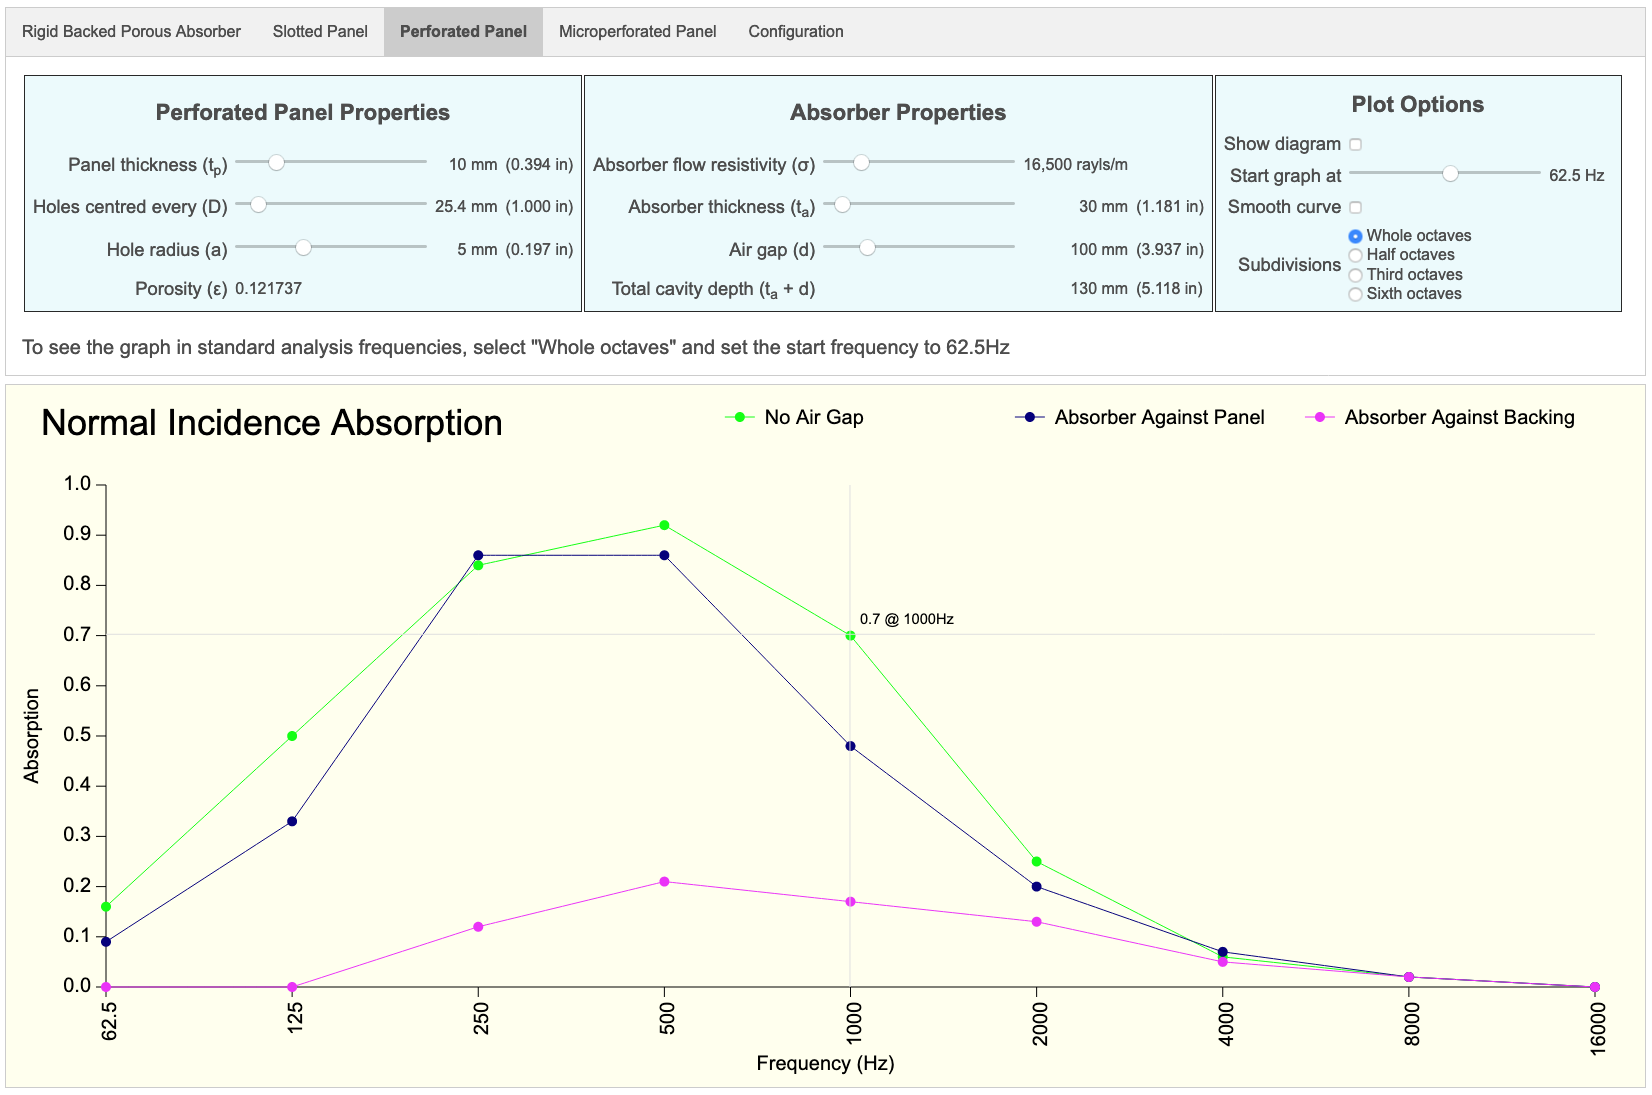 Rigid Backed Porous Absorber Slotted Panel Perforated Panel Microperforated Panel Configuration
Perforated Panel Properties
Panel thickness (tp) 10 mm (0.394 in)
Holes centred every (D) 25.4 mm (1.000 in)
Hole radius (a) 5 mm (0.197 in)
Porosity (ε) 0.121737
Absorber Properties
Absorber flow resistivity (σ) 16,500 rayls/m
Absorber thickness (ta) 30 mm (1.181 in)
Air gap (d) 100 mm (3.937 in)
Total cavity depth (ta + d) 130 mm (5.118 in)
Plot Options
Show diagram
Start graph at 62.5 Hz
Smooth curve
Subdivisions
Whole octaves
Half octaves
Third octaves
Sixth octaves
To see the graph in standard analysis frequencies, select "Whole octaves" and set the start frequency to 62.5Hz
Normal Incidence Absorption
No Air Gap Absorber Against Panel Absorber Against Backing
1.0
0.9
0.8
0.7
0.6
0.5
0.4
0.3
0.2
0.1
0.0
Absorption
0.7 @ 1000Hz
62.5 125 250 500 1000 2000 4000 8000 16000
Frequency (Hz)